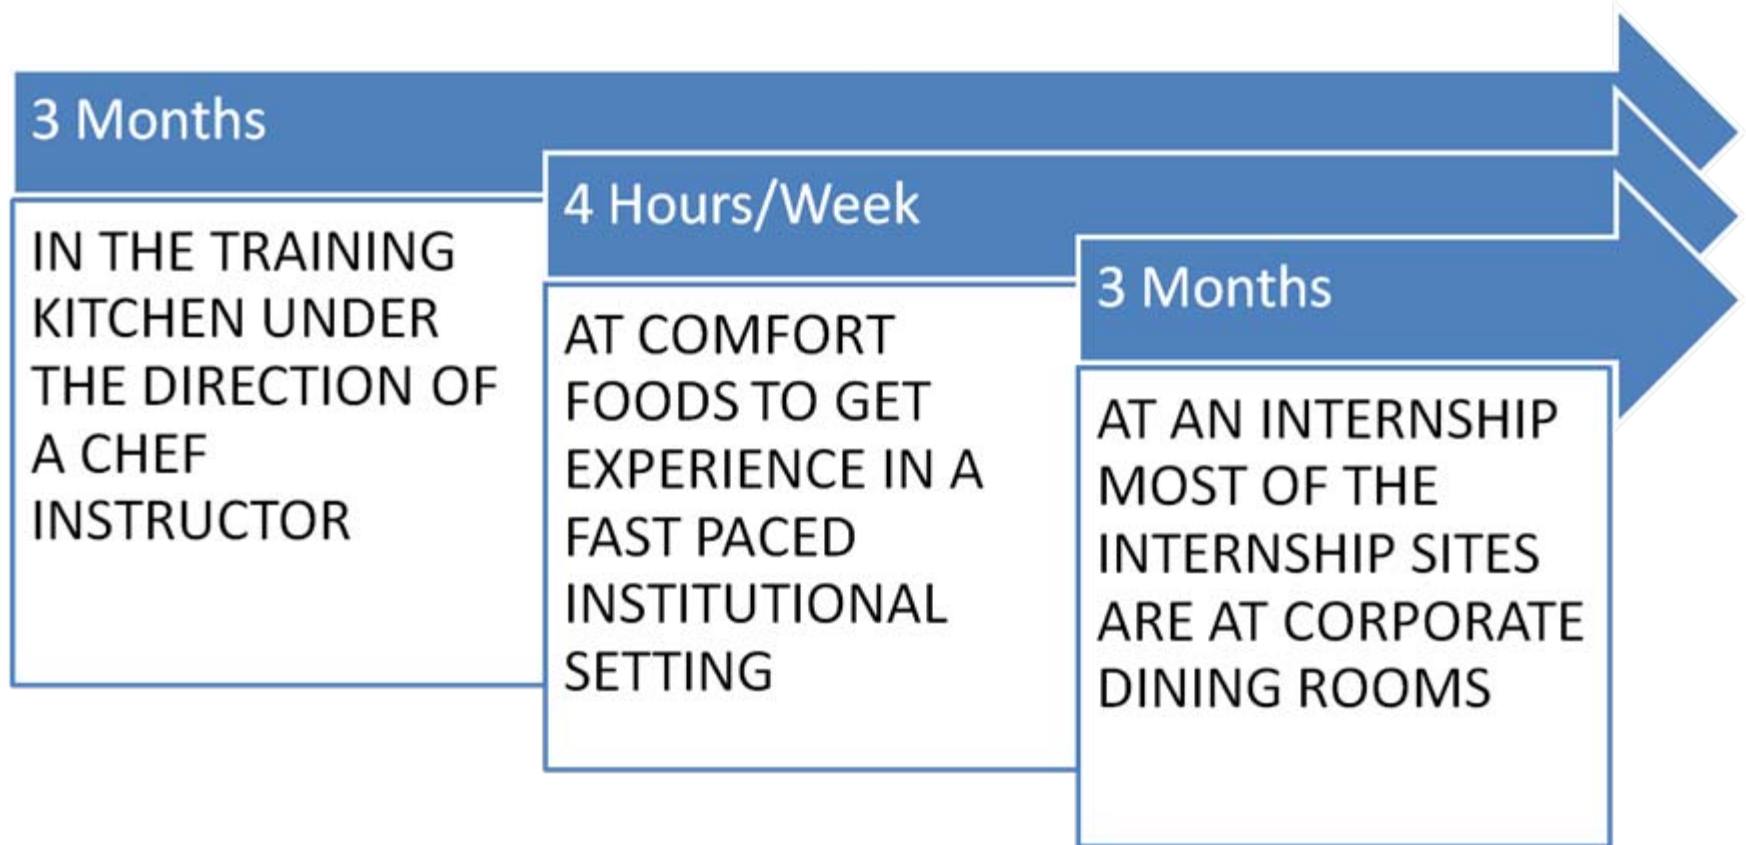 3 Months
IN THE TRAINING
KITCHEN UNDER
THE DIRECTION OF
A CHEF
INSTRUCTOR
4 Hours/Week
AT COMFORT
FOODS TO GET
EXPERIENCE IN A
FAST PACED
INSTITUTIONAL
SETTING
3 Months
AT AN INTERNSHIP
MOST OF THE
INTERNSHIP SITES
ARE AT CORPORATE
DINING ROOMS